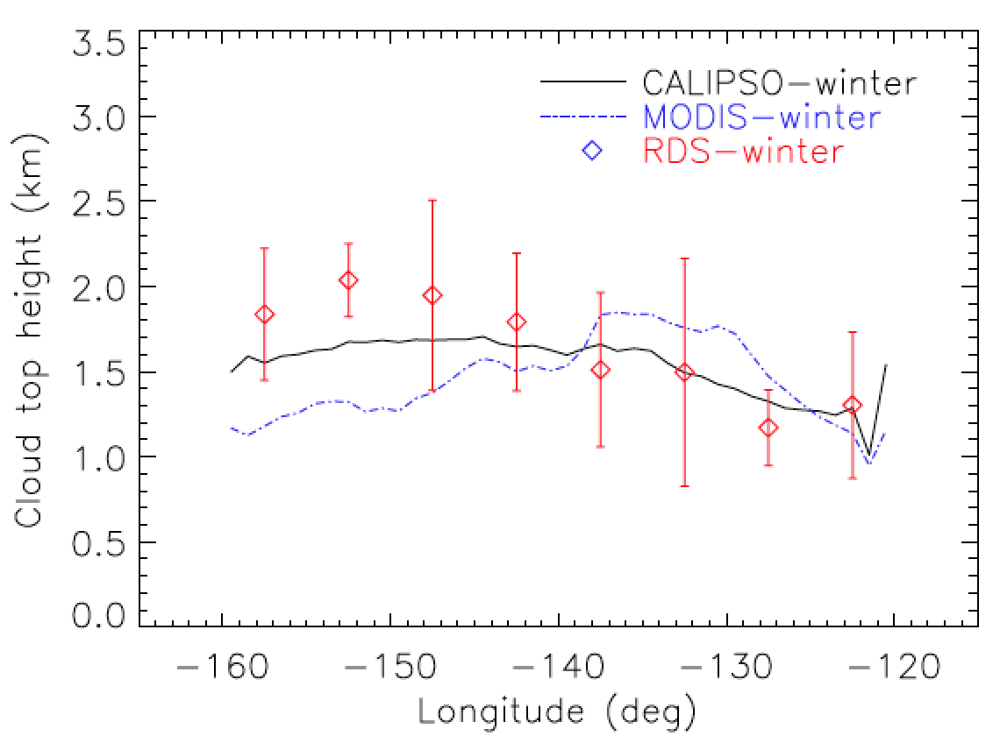 3.5
3.0
2.5
2.0
1.5
1.0
0.5
0.0
Cloud top height (km)
CALIPSO−winter
MODIS−winter
RDS−winter
−160 −150 −140 −130 −120
Longitude (deg)